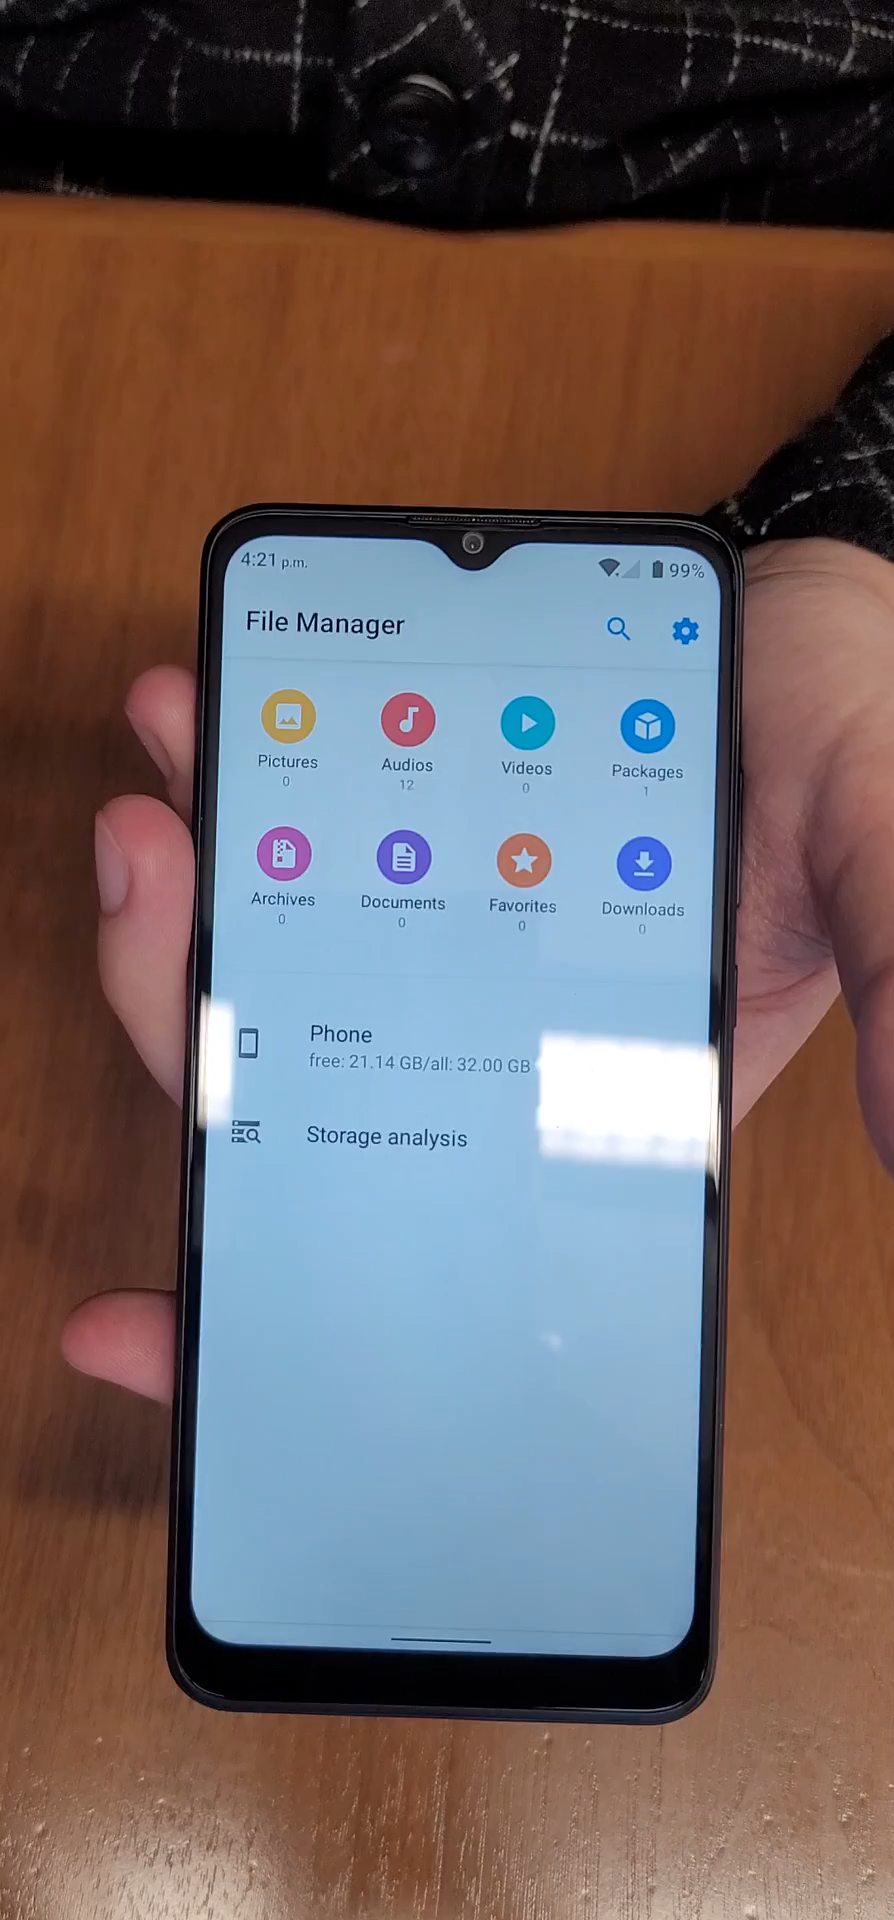 4:21 p.m. 99%
File Manager
Pictures Audios Videos Packages
0 12 0 1
Archives Documents Favorites Downloads
0 0 0 0
Phone
free: 21.14 GB/all: 32.00 GB
Storage analysis